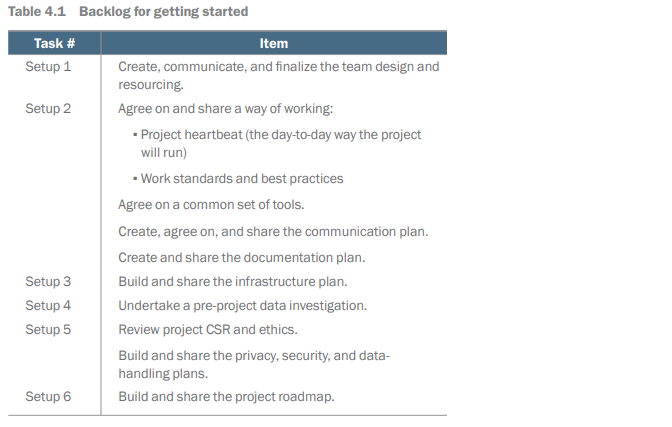 Table 4.1 Backlog for getting started
Task # Item
Setup 1 Create, communicate, and finalize the team design and
resourcing.
Setup 2 Agree on and share a way of working:
▪ Project heartbeat (the day-to-day way the project
will run)
▪ Work standards and best practices
Agree on a common set of tools.
Create, agree on, and share the communication plan.
Create and share the documentation plan.
Setup 3 Build and share the infrastructure plan.
Setup 4 Undertake a pre-project data investigation.
Setup 5 Review project CSR and ethics.
Build and share the privacy, security, and data-
handling plans.
Setup 6 Build and share the project roadmap.